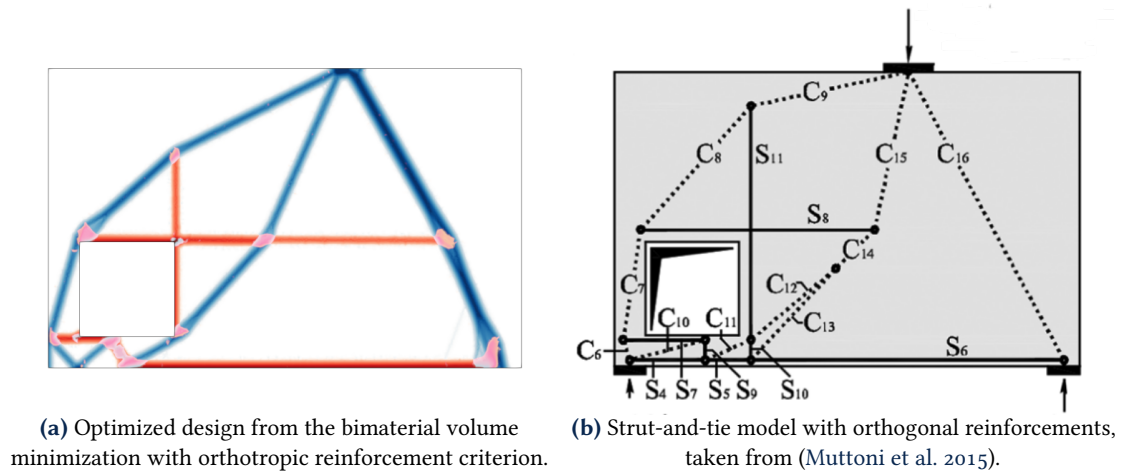 C9
C8
S11
C15
C16
S8
C14
C7
C12
C10
C11
C13
C6
S6
S4
S7
S5
S9
S10
(a) Optimized design from the bimaterial volume
minimization with orthotropic reinforcement criterion.
(b) Strut-and-tie model with orthogonal reinforcements,
taken from (Muttoni et al. 2015).